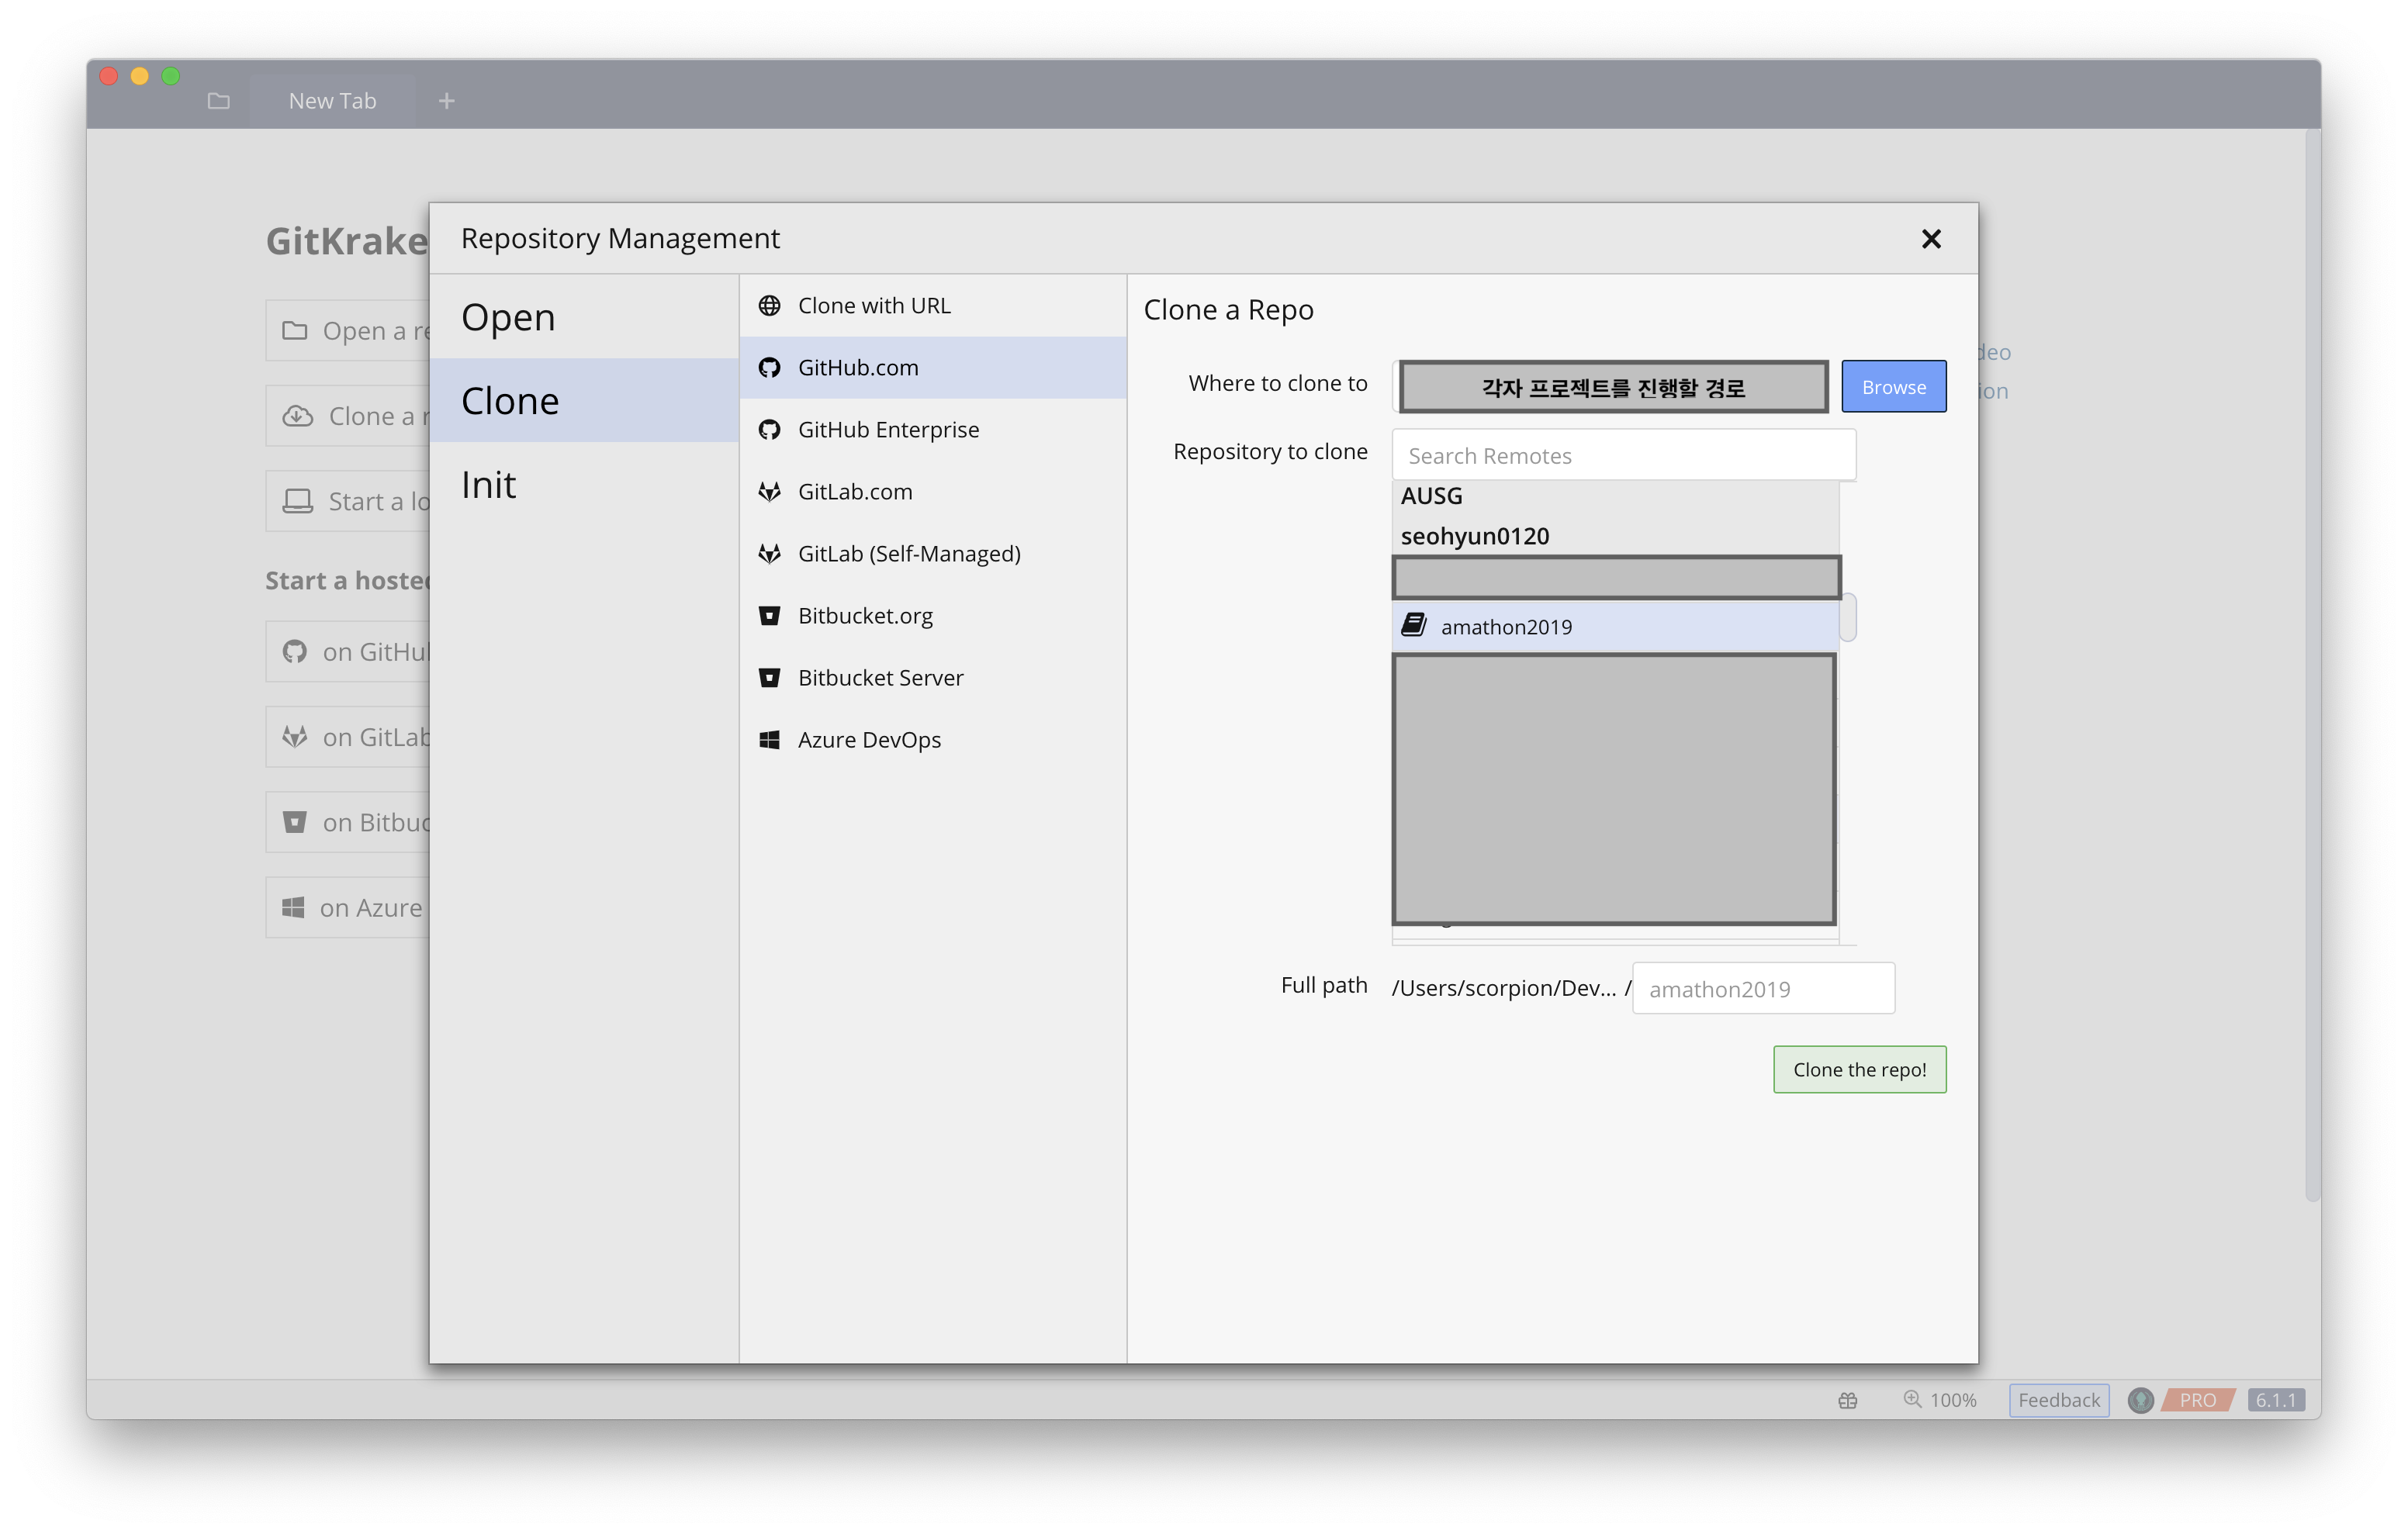 New Tab
GitKrake
Open a re
Clone a r
Start a lo
Start a hosted
on GitHul
on GitLab
on Bitbuc
on Azure
deo
ion
Repository Management
Open
Clone
Init
Clone with URL
GitHub.com
GitHub Enterprise
GitLab.com
GitLab (Self-Managed)
Bitbucket.org
Bitbucket Server
Azure DevOps
Clone a Repo
Where to clone to 각자 프로젝트를 진행할 경로 Browse
Repository to clone Search Remotes
AUSG
seohyun0120
amathon2019
Full path /Users/scorpion/Dev... / amathon2019
Clone the repo!
100% Feedback PRO 6.1.1